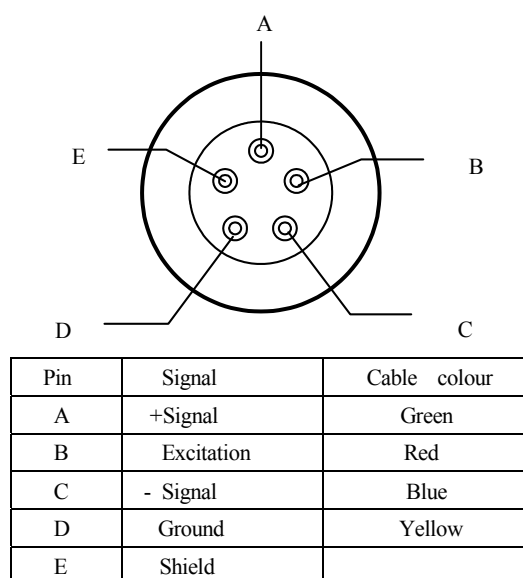 A
E
B
D
C
Pin Signal Cable colour
A +Signal Green
B Excitation Red
C - Signal Blue
D Ground Yellow
E Shield